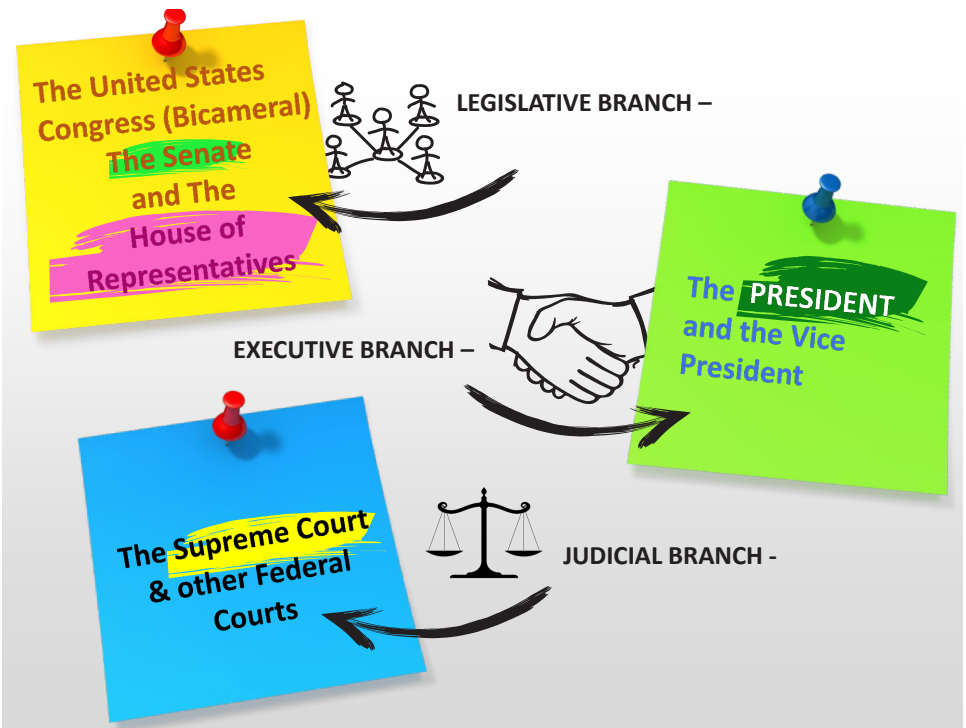 The United States
Congress (Bicameral)
The Senate
and The
House of
Representatives
LEGISLATIVE BRANCH –
The PRESIDENT
and the Vice
President
EXECUTIVE BRANCH –
The Supreme Court
& other Federal
Courts
JUDICIAL BRANCH -